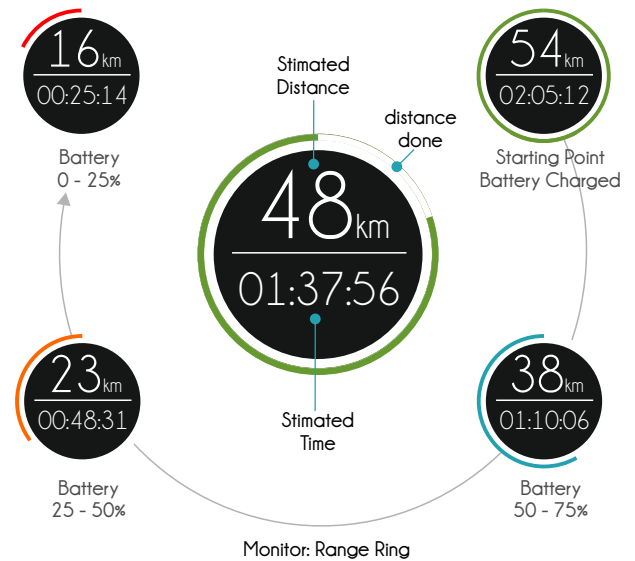 16km
00:25:14
Battery
0 - 25%
Stimated
Distance
distance
done
54km
02:05:12
Starting Point
Battery Charged
48km
01:37:56
Stimated
Time
23km
00:48:31
Battery
25 - 50%
38km
01:10:06
Battery
50 - 75%
Monitor: Range Ring